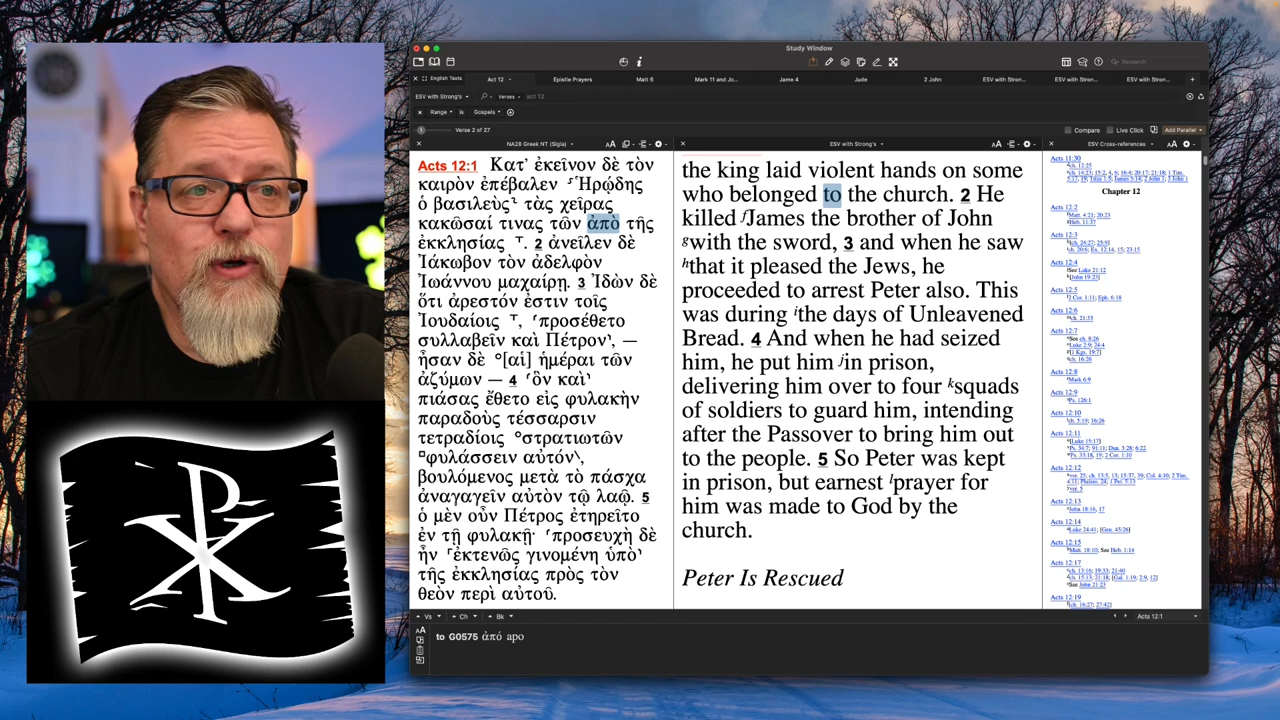 Study Window
Research
English Texts
Act 12
Epistle Prayers
Matt 6
Mark 11 and Jo...
Jame 4
Jude
2 John
ESV with Stron...
ESV with Stron...
ESV with Stron...
ESV with Strong's
Verses
act 12
Range
is
Gospels
Verse 2 of 27
Compare
Live Click
Add Parallel
NA28 Greek NT (Sigla)
Acts 12:1 Κατ' ἐκεῖνον δὲ τὸν
καιρὸν ἐπέβαλεν ⸉Ἡρῴδης
ὁ βασιλεὺς⸊ τὰς χεῖρας
κακῶσαί τινας τῶν ἀπὸ τῆς
ἐκκλησίας ⸆. 2 ἀνεῖλεν δὲ
Ἰάκωβον τὸν ἀδελφὸν
Ἰωάννου μαχαίρῃ. 3 Ἰδὼν δὲ
ὅτι ἀρεστόν ἐστιν τοῖς
Ἰουδαίοις ⸆, ⸂προσέθετο
συλλαβεῖν καὶ Πέτρον⸃, —
ἦσαν δὲ °[αἱ] ἡμέραι τῶν
ἀζύμων — 4 ⸂ὃν καὶ⸃
πιάσας ἔθετο εἰς φυλακὴν
παραδοὺς τέσσαρσιν
τετραδίοις °στρατιωτῶν
φυλάσσειν αὐτόν,
βουλόμενος μετὰ τὸ πάσχα
ἀναγαγεῖν αὐτὸν τῷ λαῷ. 5
ὁ μὲν οὖν Πέτρος ἐτηρεῖτο
ἐν τῇ φυλακῇ· ⸂προσευχὴ δὲ
ἦν ⸀ἐκτενῶς γινομένη ὑπὸ⸃
τῆς ἐκκλησίας πρὸς τὸν
θεὸν περὶ αὐτοῦ.
ESV with Strong's
the king laid violent hands on some
who belonged to the church. 2 He
killed fJames the brother of John
gwith the sword, 3 and when he saw
hthat it pleased the Jews, he
proceeded to arrest Peter also. This
was during ithe days of Unleavened
Bread. 4 And when he had seized
him, he put him jin prison,
delivering him over to four ksquads
of soldiers to guard him, intending
after the Passover to bring him out
to the people. 5 So Peter was kept
in prison, but earnest lprayer for
him was made to God by the
church.
Peter Is Rescued
ESV Cross-references
Acts 11:30
Chapter 12
Acts 12:2
Acts 12:3
Acts 12:4
Acts 12:5
Acts 12:6
Acts 12:7
Acts 12:8
Acts 12:9
Acts 12:10
Acts 12:11
Acts 12:12
Acts 12:13
Acts 12:14
Acts 12:15
Acts 12:17
Acts 12:19
Vs
Ch
Bk
Acts 12:1
to G0575 ἀπό apo